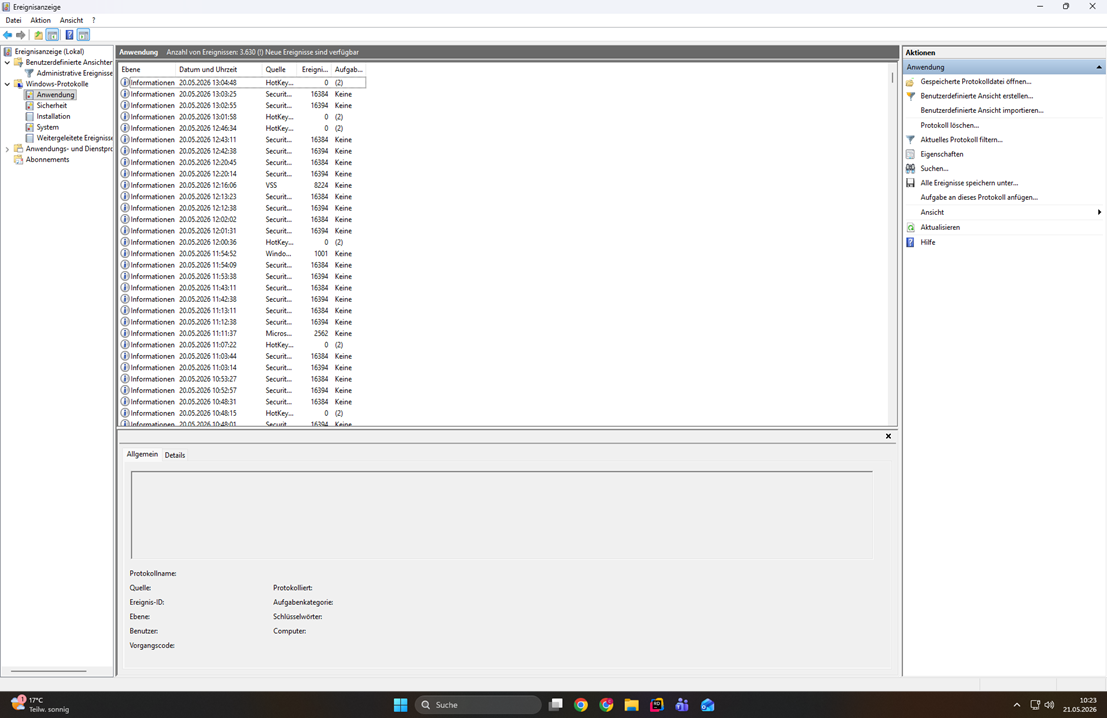 Ereignisanzeige
Datei Aktion Ansicht ?
Ereignisanzeige (Lokal)
Benutzerdefinierte Ansichter
Administrative Ereignisse
Windows-Protokolle
Anwendung
Sicherheit
Installation
System
Weitergeleitete Ereignisse
Anwendungs- und Dienstpro
Abonnements
Anwendung Anzahl von Ereignissen: 3.630 (!) Neue Ereignisse sind verfügbar
Ebene Datum und Uhrzeit Quelle Ereigni... Aufgab...
Informationen 20.05.2026 13:04:48 HotKey... 0 (2)
Informationen 20.05.2026 13:03:25 Securit... 16384 Keine
Informationen 20.05.2026 13:02:55 Securit... 16394 Keine
Informationen 20.05.2026 13:01:58 HotKey... 0 (2)
Informationen 20.05.2026 12:46:34 HotKey... 0 (2)
Informationen 20.05.2026 12:43:11 Securit... 16384 Keine
Informationen 20.05.2026 12:42:38 Securit... 16394 Keine
Informationen 20.05.2026 12:20:45 Securit... 16384 Keine
Informationen 20.05.2026 12:20:14 Securit... 16394 Keine
Informationen 20.05.2026 12:16:06 VSS 8224 Keine
Informationen 20.05.2026 12:13:23 Securit... 16384 Keine
Informationen 20.05.2026 12:12:38 Securit... 16394 Keine
Informationen 20.05.2026 12:02:02 Securit... 16384 Keine
Informationen 20.05.2026 12:01:31 Securit... 16394 Keine
Informationen 20.05.2026 12:00:36 HotKey... 0 (2)
Informationen 20.05.2026 11:54:52 Windo... 1001 Keine
Informationen 20.05.2026 11:54:09 Securit... 16384 Keine
Informationen 20.05.2026 11:53:38 Securit... 16394 Keine
Informationen 20.05.2026 11:43:11 Securit... 16384 Keine
Informationen 20.05.2026 11:42:38 Securit... 16394 Keine
Informationen 20.05.2026 11:13:11 Securit... 16384 Keine
Informationen 20.05.2026 11:12:38 Securit... 16394 Keine
Informationen 20.05.2026 11:11:37 Micros... 2562 Keine
Informationen 20.05.2026 11:07:22 HotKey... 0 (2)
Informationen 20.05.2026 11:03:44 Securit... 16384 Keine
Informationen 20.05.2026 11:03:14 Securit... 16394 Keine
Informationen 20.05.2026 10:53:27 Securit... 16384 Keine
Informationen 20.05.2026 10:52:57 Securit... 16394 Keine
Informationen 20.05.2026 10:48:31 Securit... 16384 Keine
Informationen 20.05.2026 10:48:15 HotKey... 0 (2)
Informationen 20.05.2026 10:48:01 Securit... 16394 Keine
Allgemein Details
Protokollname:
Quelle: Protokolliert:
Ereignis-ID: Aufgabenkategorie:
Ebene: Schlüsselwörter:
Benutzer: Computer:
Vorgangscode:
Aktionen
Anwendung
Gespeicherte Protokolldatei öffnen...
Benutzerdefinierte Ansicht erstellen...
Benutzerdefinierte Ansicht importieren...
Protokoll löschen...
Aktuelles Protokoll filtern...
Eigenschaften
Suchen...
Alle Ereignisse speichern unter...
Aufgabe an dieses Protokoll anfügen...
Ansicht
Aktualisieren
Hilfe
1
17°C
Teilw. sonnig
Suche
10:23
21.05.2026